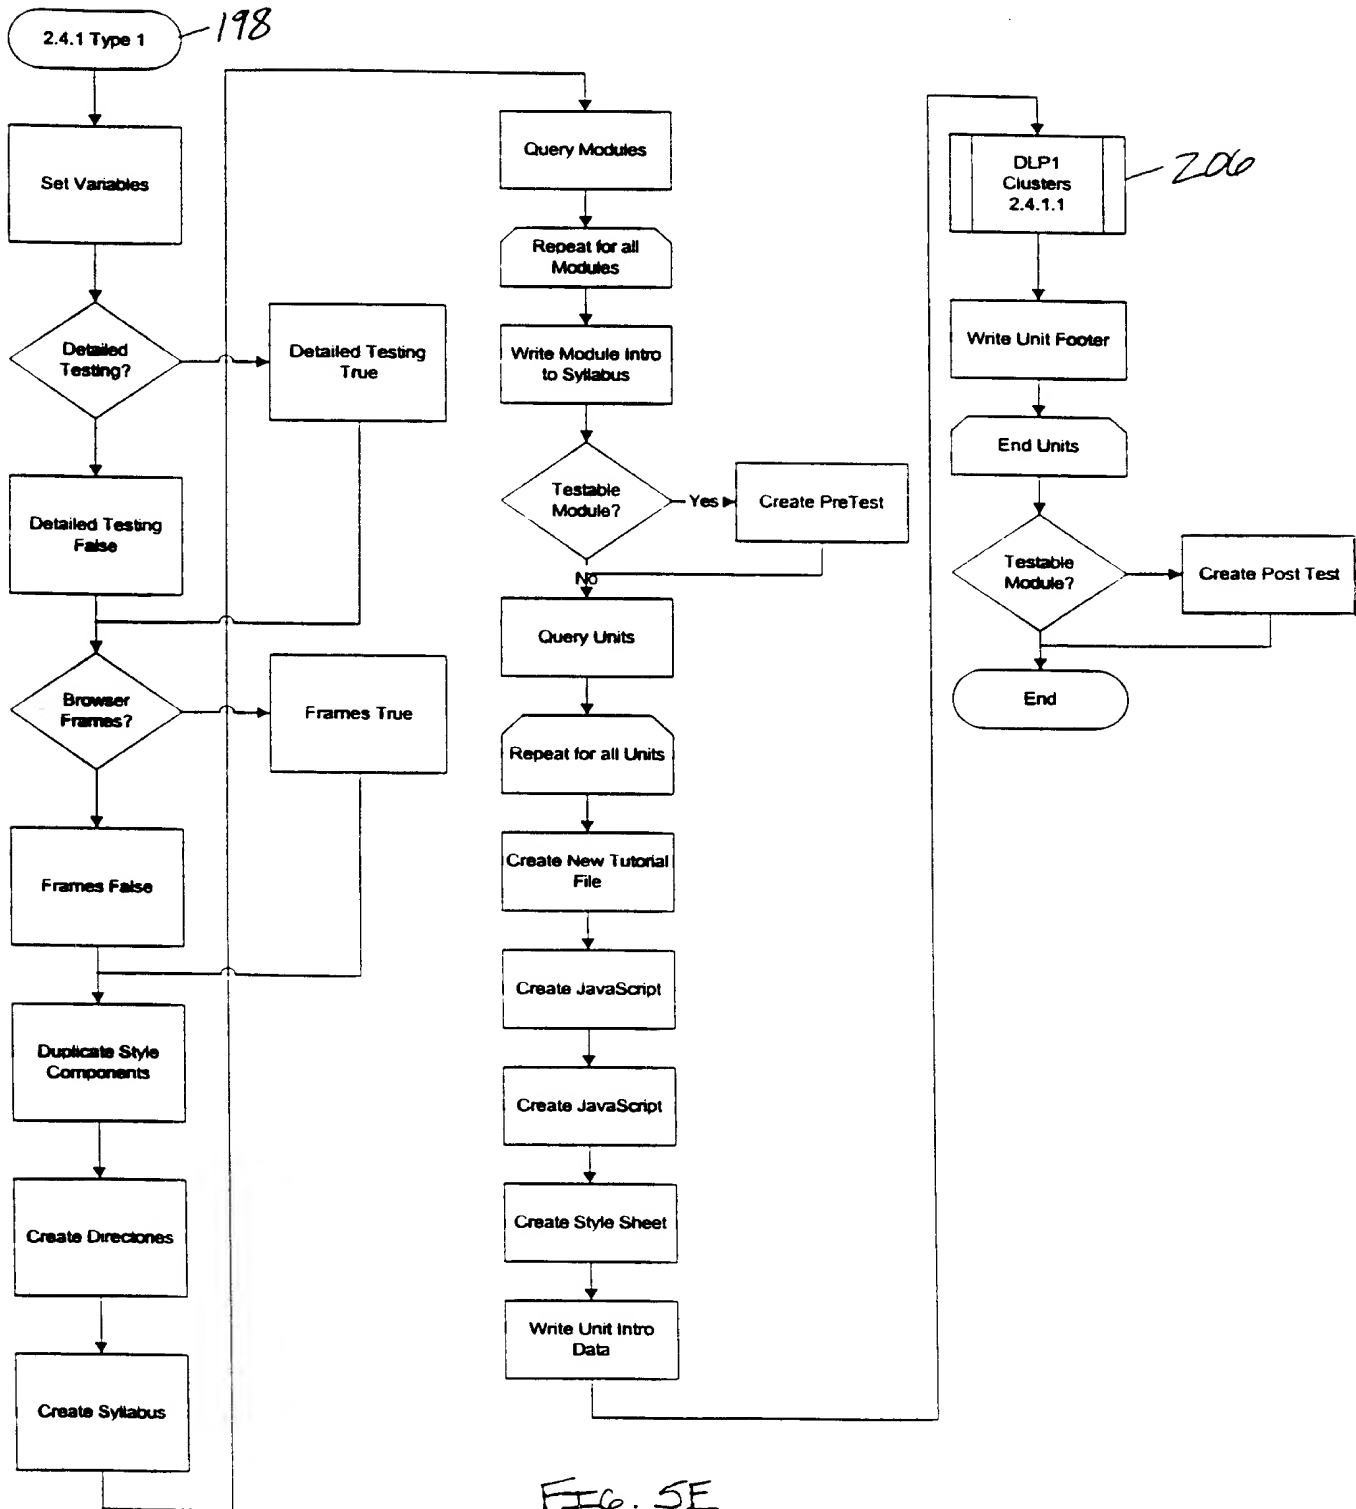 2.4.1 Type 1
198
Set Variables
Detailed
Testing?
Detailed Testing
True
Detailed Testing
False
Browser
Frames?
Frames True
Frames False
Duplicate Style
Components
Create Directories
Create Syllabus
Query Modules
Repeat for all
Modules
Write Module Intro
to Syllabus
Testable
Module?
Yes
Create PreTest
No
Query Units
Repeat for all Units
Create New Tutorial
File
Create JavaScript
Create JavaScript
Create Style Sheet
Write Unit Intro
Data
DLP1
Clusters
2.4.1.1
206
Write Unit Footer
End Units
Testable
Module?
Create Post Test
End
FIG. 5E